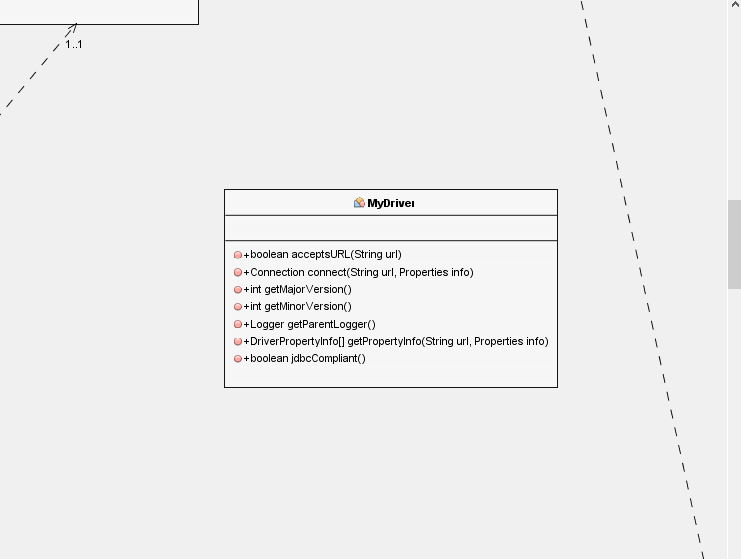 1..1
MyDriver
+boolean acceptsURL(String url)
+Connection connect(String url, Properties info)
+int getMajorVersion()
+int getMinorVersion()
+Logger getParentLogger()
+DriverPropertyInfo[] getPropertyInfo(String url, Properties info)
+boolean jdbcCompliant()